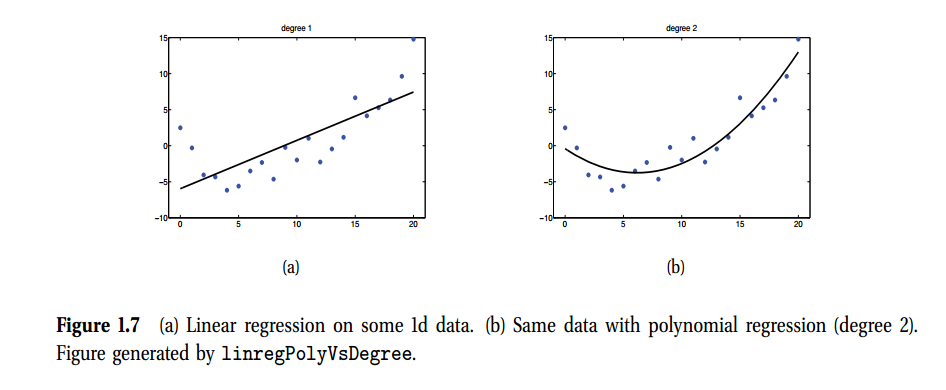 degree 1
15
10
5
0
−5
−10
0 5 10 15 20
(a)
degree 2
15
10
5
0
−5
−10
0 5 10 15 20
(b)
Figure 1.7 (a) Linear regression on some 1d data. (b) Same data with polynomial regression (degree 2).
Figure generated by linregPolyVsDegree.